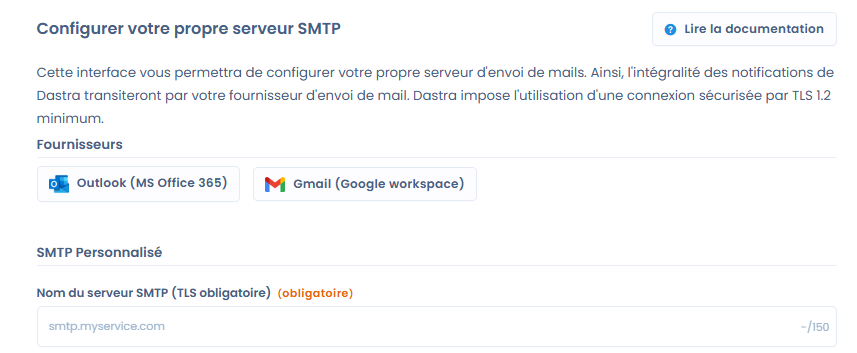 Configurer votre propre serveur SMTP
Lire la documentation
Cette interface vous permettra de configurer votre propre serveur d'envoi de mails. Ainsi, l'intégralité des notifications de
Dastra transiteront par votre fournisseur d'envoi de mail. Dastra impose l'utilisation d'une connexion sécurisée par TLS 1.2
minimum.
Fournisseurs
Outlook (MS Office 365)
Gmail (Google workspace)
SMTP Personnalisé
Nom du serveur SMTP (TLS obligatoire) (obligatoire)
smtp.myservice.com
-/150